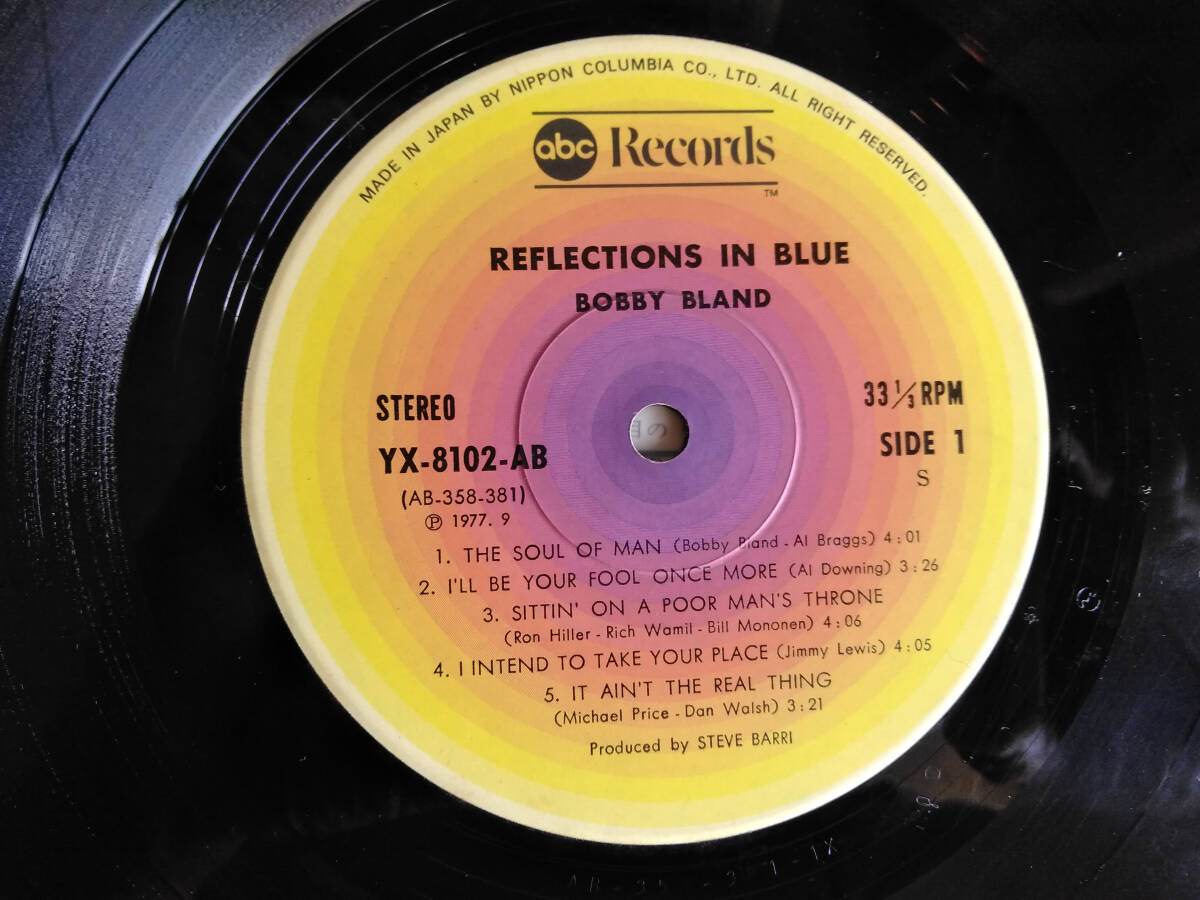 MADE IN JAPAN BY NIPPON COLUMBIA CO., LTD. ALL RIGHT RESERVED.
abc Records
TM
REFLECTIONS IN BLUE
BOBBY BLAND
STEREO
33 1/3 RPM
YX-8102-AB
SIDE 1
(AB-358-381)
S
Ⓟ 1977. 9
1. THE SOUL OF MAN (Bobby Bland - Al Braggs) 4:01
2. I'LL BE YOUR FOOL ONCE MORE (Al Downing) 3:26
3. SITTIN' ON A POOR MAN'S THRONE
(Ron Hiller - Rich Wamil - Bill Mononen) 4:06
4. I INTEND TO TAKE YOUR PLACE (Jimmy Lewis) 4:05
5. IT AIN'T THE REAL THING
(Michael Price - Dan Walsh) 3:21
Produced by STEVE BARRI